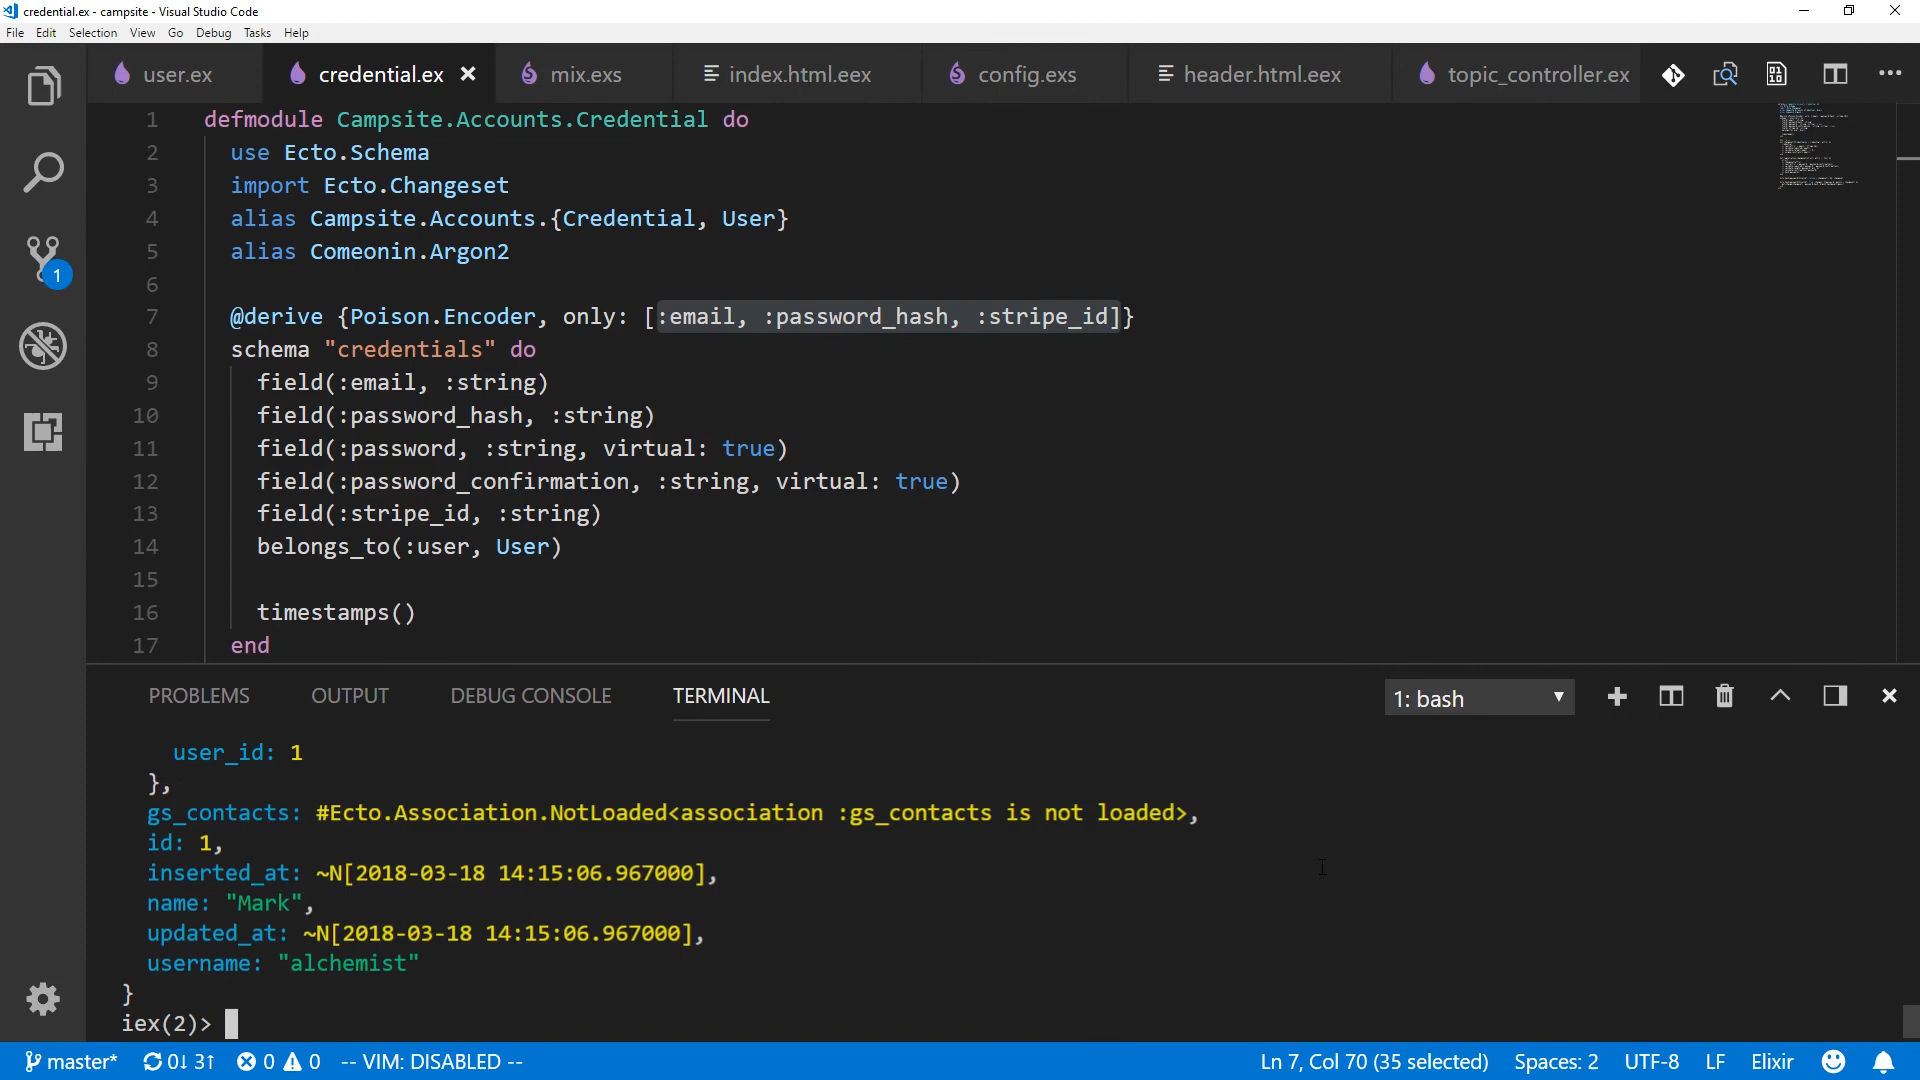 credential.ex - campsite - Visual Studio Code
File Edit Selection View Go Debug Tasks Help
user.ex credential.ex mix.exs index.html.eex config.exs header.html.eex topic_controller.ex
1 defmodule Campsite.Accounts.Credential do
2 use Ecto.Schema
3 import Ecto.Changeset
4 alias Campsite.Accounts.{Credential, User}
5 alias Comeonin.Argon2
6
7 @derive {Poison.Encoder, only: [:email, :password_hash, :stripe_id]}
8 schema "credentials" do
9 field(:email, :string)
10 field(:password_hash, :string)
11 field(:password, :string, virtual: true)
12 field(:password_confirmation, :string, virtual: true)
13 field(:stripe_id, :string)
14 belongs_to(:user, User)
15
16 timestamps()
17 end
1
PROBLEMS OUTPUT DEBUG CONSOLE TERMINAL 1: bash
user_id: 1
},
gs_contacts: #Ecto.Association.NotLoaded<association :gs_contacts is not loaded>,
id: 1,
inserted_at: ~N[2018-03-18 14:15:06.967000],
name: "Mark",
updated_at: ~N[2018-03-18 14:15:06.967000],
username: "alchemist"
}
iex(2)>
master* 0↓ 3↑ 0 0 -- VIM: DISABLED -- Ln 7, Col 70 (35 selected) Spaces: 2 UTF-8 LF Elixir